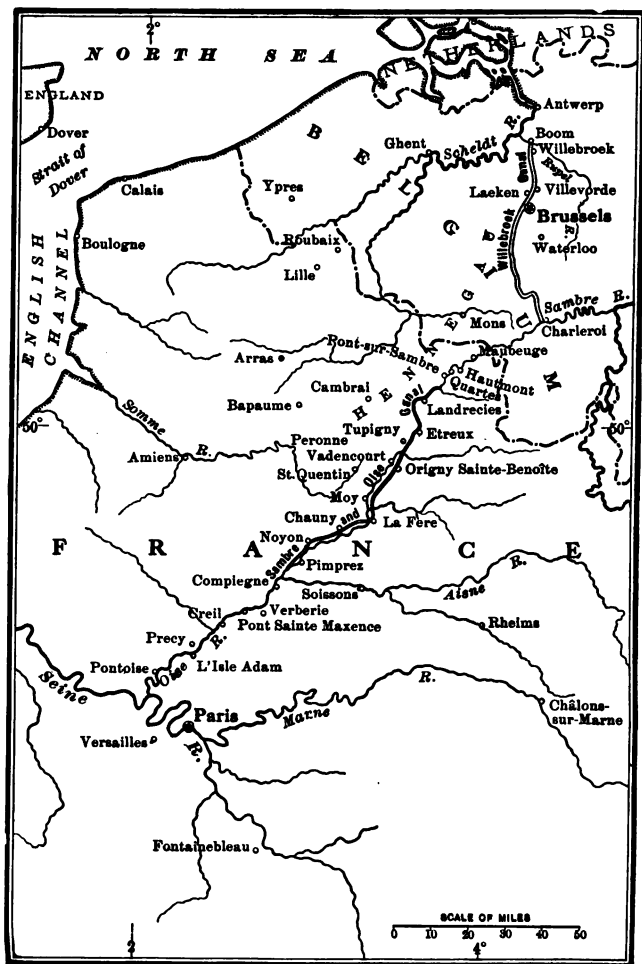 2°
NORTH SEA
NETHERLANDS
ENGLAND
Dover
Strait of
Dover
Antwerp
R.
Scheldt
Ghent
Boom
Willebroek
Rupel
R.
Canal
Willebroek
Laeken
Villevorde
Brussels
Waterloo
BELGIUM
Calais
Ypres
Boulogne
Roubaix
Lille
ENGLISH
CHANNEL
Sambre R.
Mons
Charleroi
HENNEGAU
Pont-sur-Sambre
Maubeuge
Arras
Hautmont
Quartes
Cambrai
Canal
Landrecies
Bapaume
50°
50°
Somme
R.
Tupigny
Etreux
Peronne
Vadencourt
Amiens
St. Quentin
Oise
Origny Sainte-Benoîte
Moy
Chauny
and
La Fere
Noyon
FRANCE
Sambre
Pimprez
Compiegne
Soissons
Aisne
R.
Creil
Verberie
Pont Sainte Maxence
Rheims
Precy
R.
Oise
Pontoise
L'Isle Adam
Seine
R.
Paris
Marne
R.
Châlons-
sur-Marne
Versailles
Fontainebleau
SCALE OF MILES
0 10 20 30 40 50
2
4°